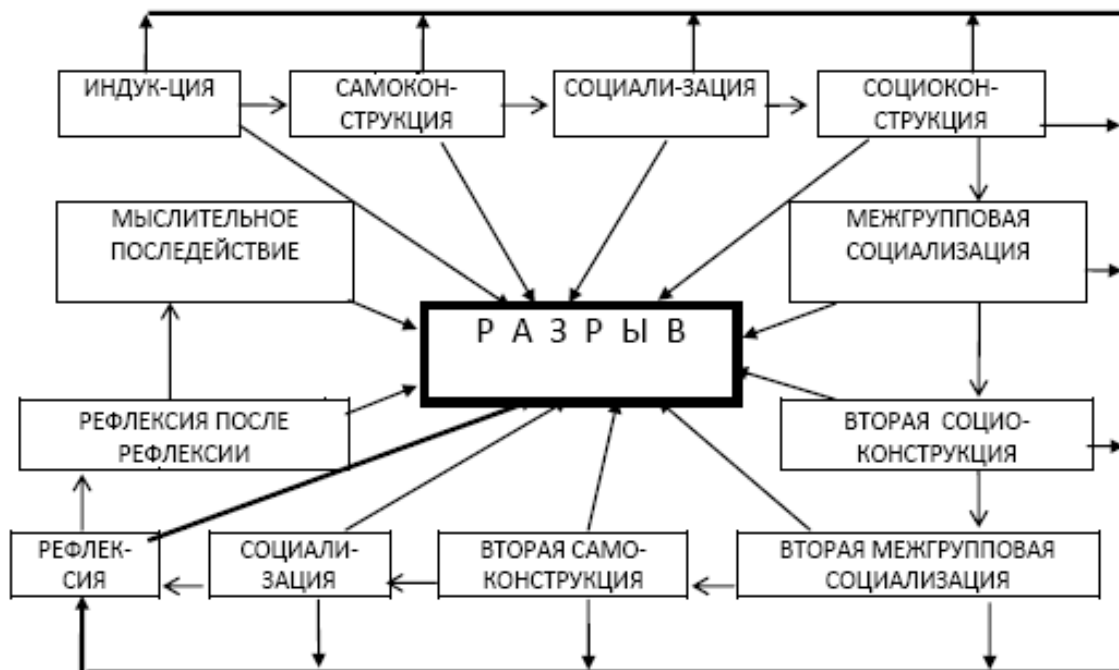 ИНДУК-ЦИЯ
САМОКОН-
СТРУКЦИЯ
СОЦИАЛИ-ЗАЦИЯ
СОЦИОКОН-
СТРУКЦИЯ
МЫСЛИТЕЛЬНОЕ
ПОСЛЕДЕЙСТВИЕ
МЕЖГРУППОВАЯ
СОЦИАЛИЗАЦИЯ
Р А З Р Ы В
РЕФЛЕКСИЯ ПОСЛЕ
РЕФЛЕКСИИ
ВТОРАЯ СОЦИО-
КОНСТРУКЦИЯ
РЕФЛЕК-
СИЯ
СОЦИАЛИ-
ЗАЦИЯ
ВТОРАЯ САМО-
КОНСТРУКЦИЯ
ВТОРАЯ МЕЖГРУППОВАЯ
СОЦИАЛИЗАЦИЯ